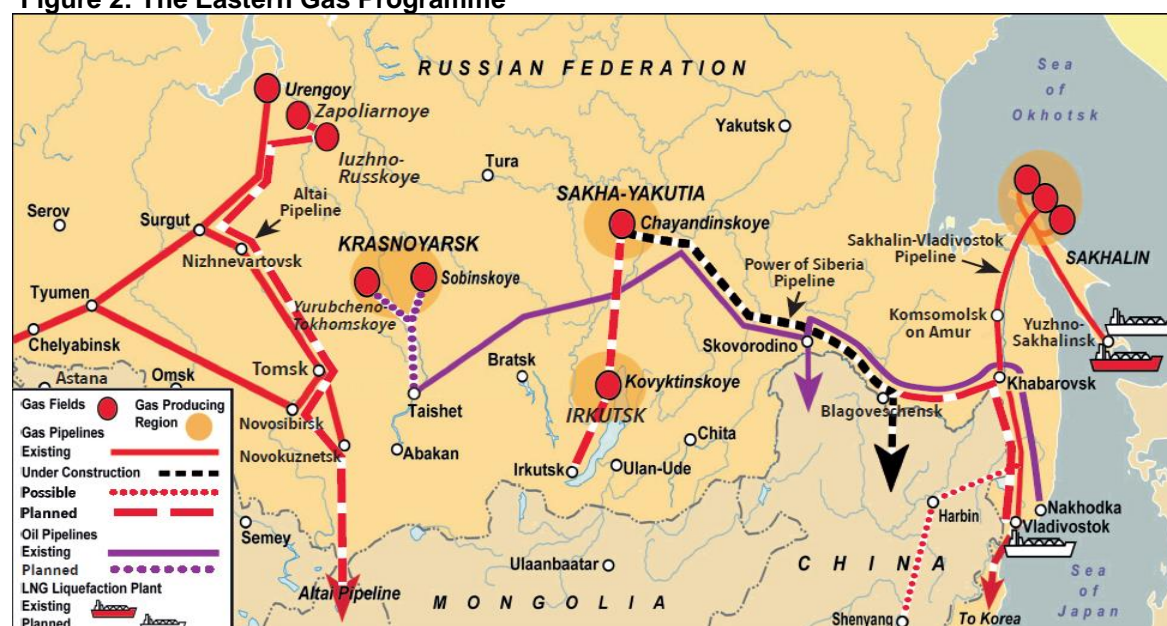 Figure 2: The Eastern Gas Programme
RUSSIAN FEDERATION
Sea
of
Okhotsk
Urengoy
Zapoliarnoye
Iuzhno-
Russkoye
Yakutsk
Tura
Altai
Pipeline
SAKHA-YAKUTIA
Chayandinskoye
Serov
Surgut
Nizhnevartovsk
KRASNOYARSK
Sobinskoye
Yurubcheno-
Tokhomskoye
Sakhalin-Vladivostok
Pipeline
SAKHALIN
Power of Siberia
Pipeline
Tyumen
Chelyabinsk
Komsomolsk
on Amur
Yuzhno-
Sakhalinsk
Skovorodino
Astana
Omsk
Tomsk
Bratsk
Kovyktinskoye
IRKUTSK
Khabarovsk
Blagoveschensk
Taishet
Novosibirsk
Novokuznetsk
Abakan
Chita
Irkutsk
Ulan-Ude
Harbin
Nakhodka
Vladivostok
Semey
Ulaanbaatar
CHINA
MONGOLIA
Altai Pipeline
Shenyang
To Korea
Sea
of
Japan
Gas Fields
Gas Producing
Region
Gas Pipelines
Existing
Under Construction
Possible
Planned
Oil Pipelines
Existing
Planned
LNG Liquefaction Plant
Existing
Planned